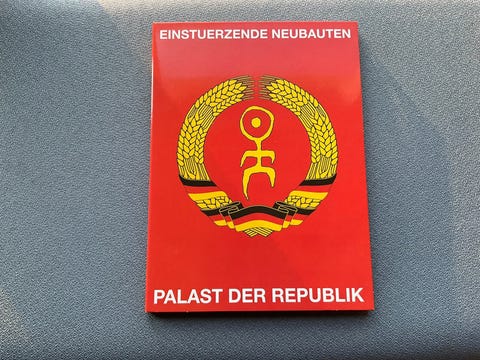 EINSTUERZENDE NEUBAUTEN
PALAST DER REPUBLIK